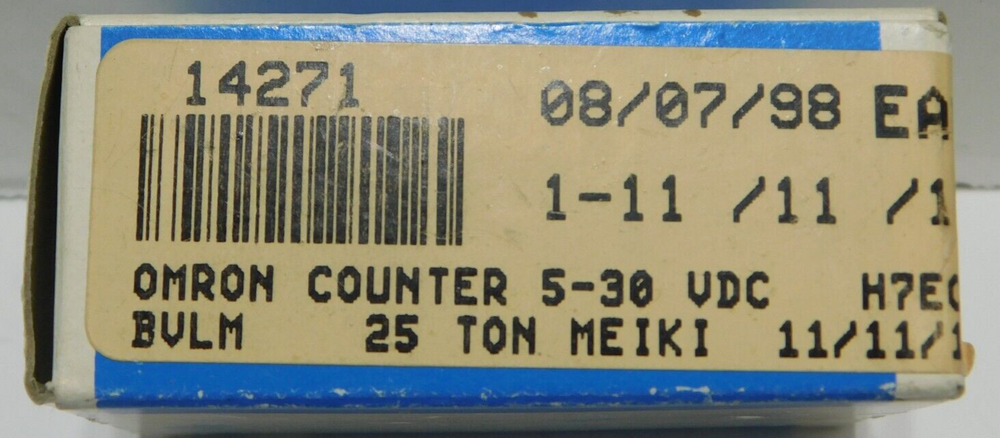 14271
08/07/98 EA
1-11 /11 /1
OMRON COUNTER 5-30 VDC H7EC
BVLM 25 TON MEIKI 11/11/1